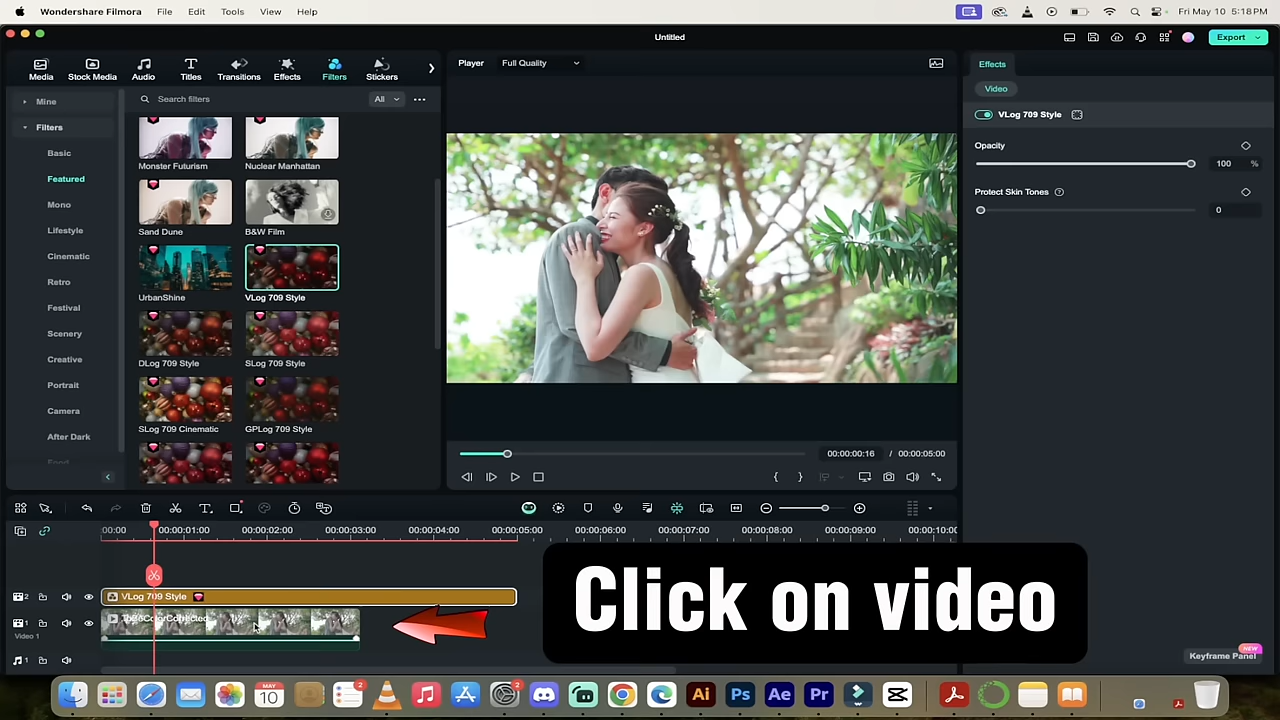 Wondershare Filmora File Edit Tools View Help
Fri May 10 5:18 PM
Untitled
Export
Media Stock Media Audio Titles Transitions Effects Filters Stickers
Player Full Quality
Effects
Video
Mine
Search filters
All
VLog 709 Style
Filters
Opacity
Basic
100 %
Monster Futurism
Nuclear Manhattan
Featured
Protect Skin Tones
Mono
0
Lifestyle
Sand Dune
B&W Film
Cinematic
Retro
UrbanShine
VLog 709 Style
Festival
Scenery
Creative
DLog 709 Style
SLog 709 Style
Portrait
Camera
SLog Cinematic
GPLog 709 Style
After Dark
00:00:00:16 / 00:00:05:00
:00:00 00:00:01:00 00:00:02:00 00:00:03:00 00:00:04:00 00:00:05:00 00:00:06:00 00:00:07:00 00:00:08:00 00:00:09:00 00:00:10:00
2
VLog 709 Style
1
ToBeColorCorrected
Video 1
Click on video
1
NEW
Keyframe Panel
MAY
10
2
2
Ai
Ps
Ae
Pr